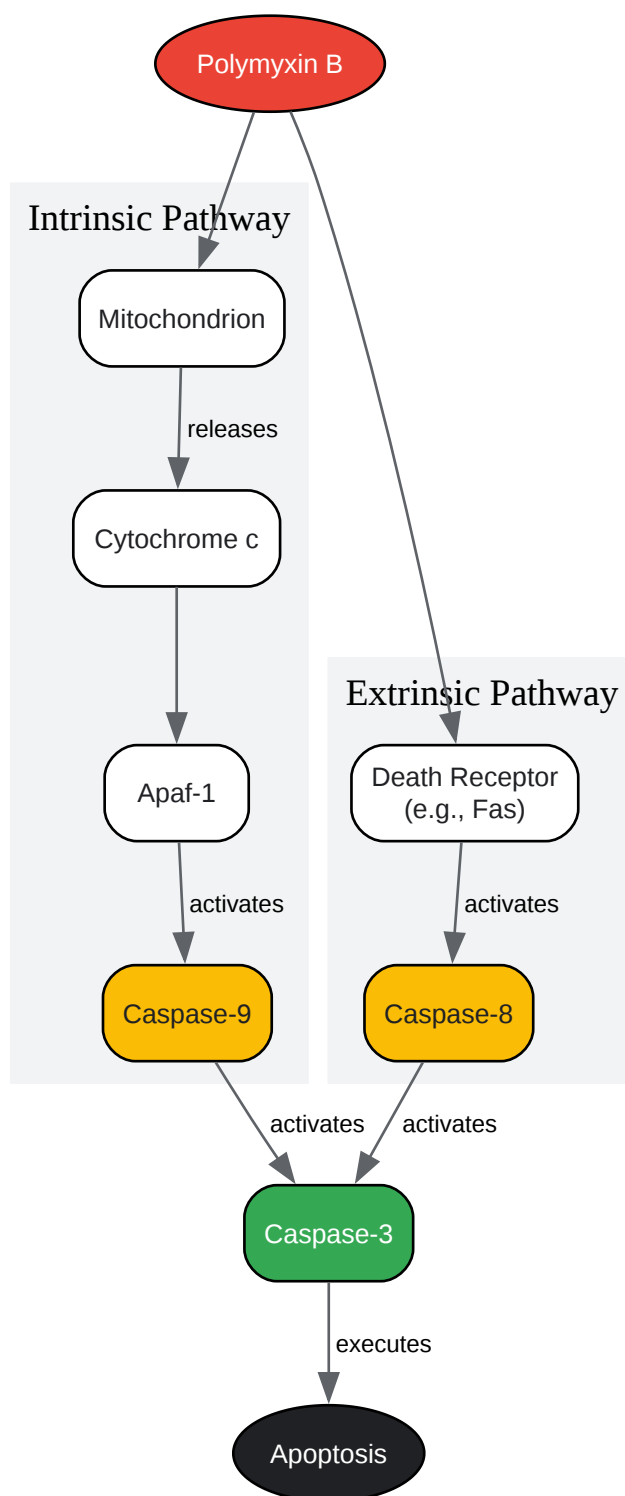 Polymyxin B
Intrinsic Pathway
Mitochondrion
releases
Cytochrome c
Extrinsic Pathway
Apaf-1
Death Receptor
(e.g., Fas)
activates
activates
Caspase-9
Caspase-8
activates
activates
Caspase-3
executes
Apoptosis